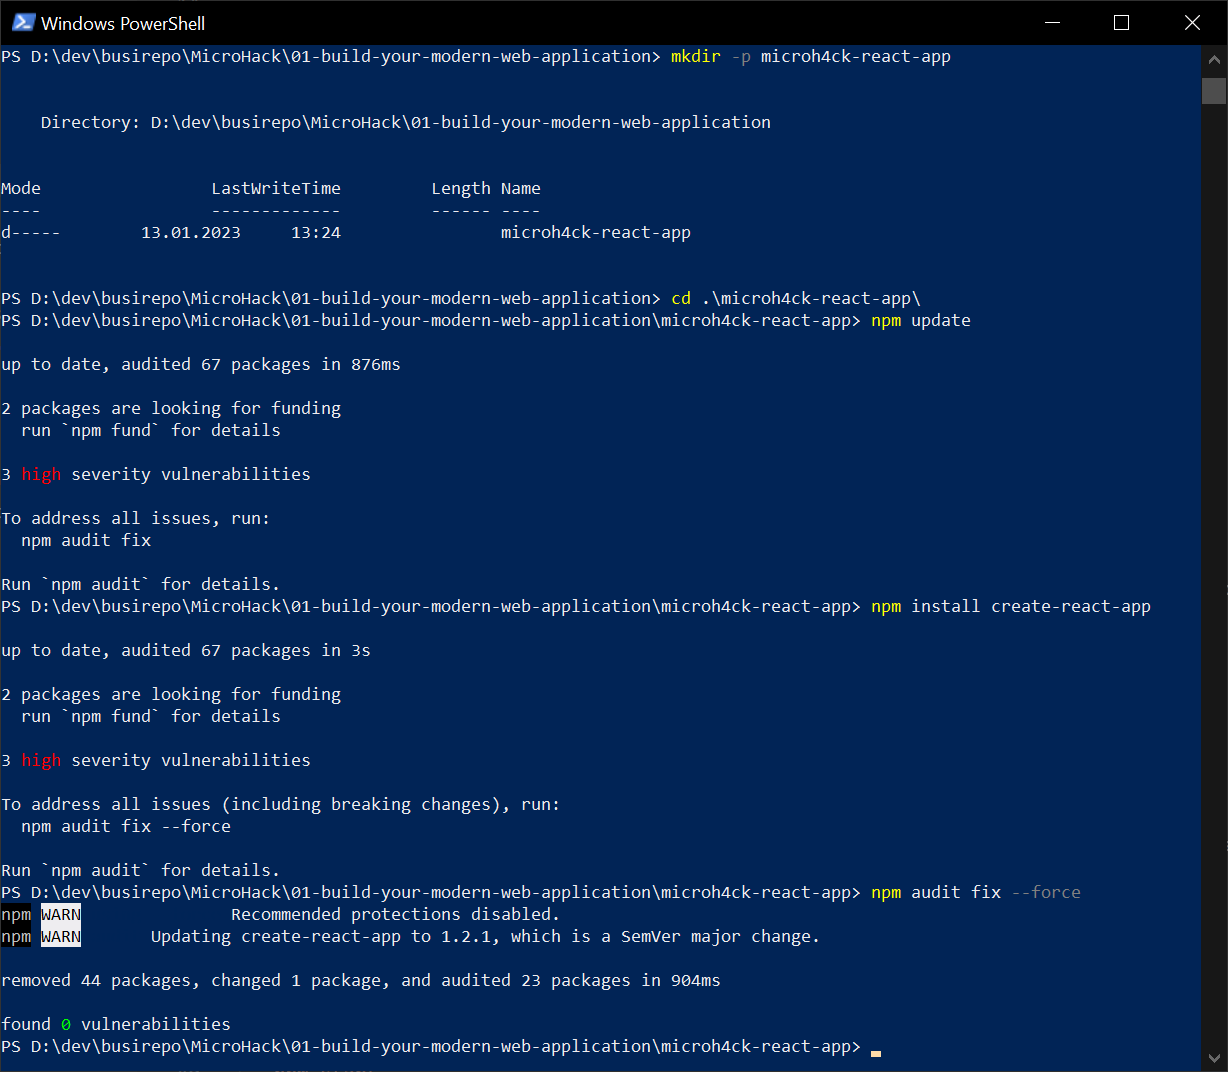 Windows PowerShell
PS D:\dev\busirepo\MicroHack\01-build-your-modern-web-application> mkdir -p microh4ck-react-app
Directory: D:\dev\busirepo\MicroHack\01-build-your-modern-web-application
Mode LastWriteTime Length Name
---- ------------- ------ ----
d----- 13.01.2023 13:24 microh4ck-react-app
PS D:\dev\busirepo\MicroHack\01-build-your-modern-web-application> cd .\microh4ck-react-app\
PS D:\dev\busirepo\MicroHack\01-build-your-modern-web-application\microh4ck-react-app> npm update
up to date, audited 67 packages in 876ms
2 packages are looking for funding
run `npm fund` for details
3 high severity vulnerabilities
To address all issues, run:
npm audit fix
Run `npm audit` for details.
PS D:\dev\busirepo\MicroHack\01-build-your-modern-web-application\microh4ck-react-app> npm install create-react-app
up to date, audited 67 packages in 3s
2 packages are looking for funding
run `npm fund` for details
3 high severity vulnerabilities
To address all issues (including breaking changes), run:
npm audit fix --force
Run `npm audit` for details.
PS D:\dev\busirepo\MicroHack\01-build-your-modern-web-application\microh4ck-react-app> npm audit fix --force
npm WARN Recommended protections disabled.
npm WARN Updating create-react-app to 1.2.1, which is a SemVer major change.
removed 44 packages, changed 1 package, and audited 23 packages in 904ms
found 0 vulnerabilities
PS D:\dev\busirepo\MicroHack\01-build-your-modern-web-application\microh4ck-react-app>